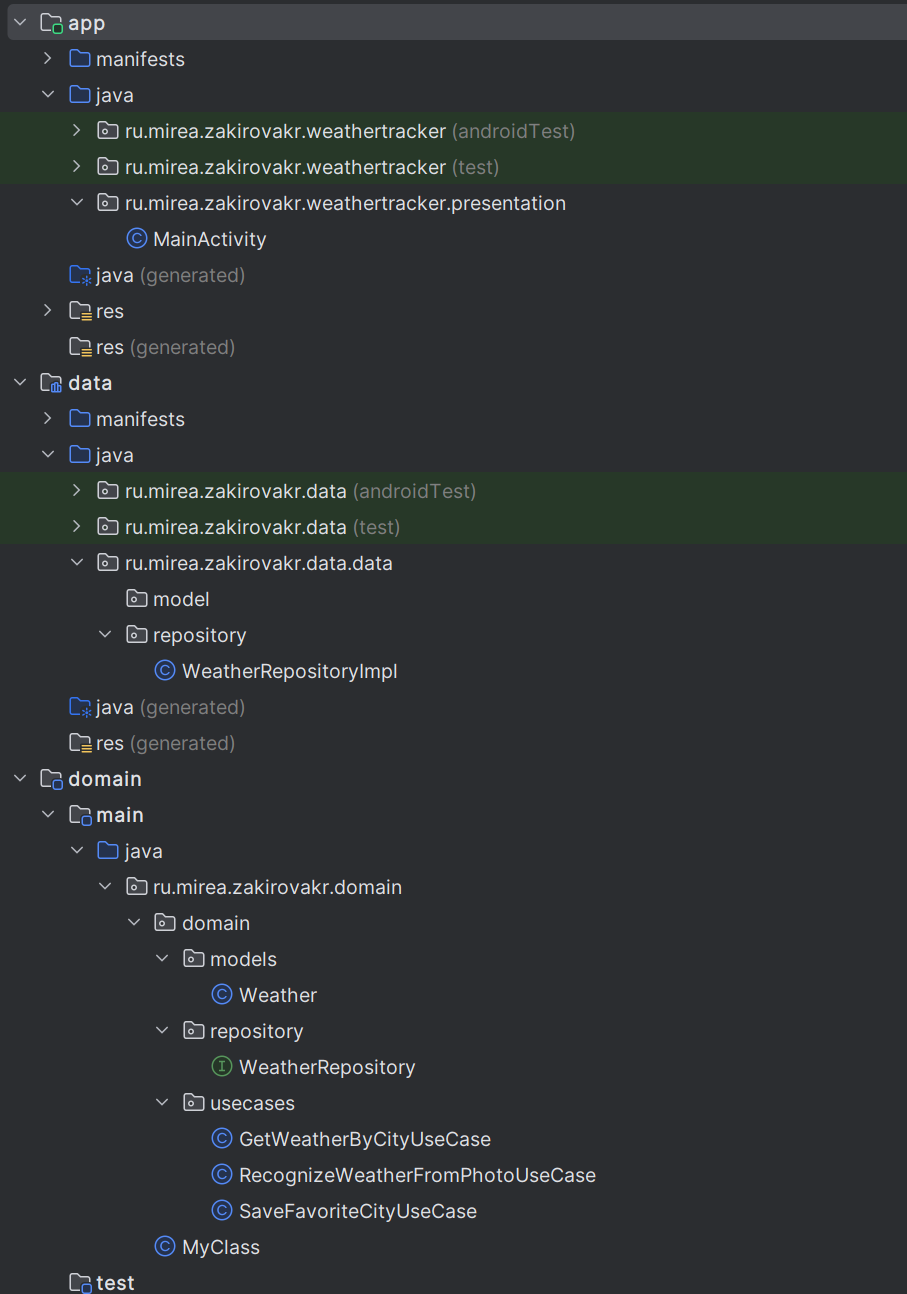 app
manifests
java
ru.mirea.zakirovakr.weathertracker (androidTest)
ru.mirea.zakirovakr.weathertracker (test)
ru.mirea.zakirovakr.weathertracker.presentation
MainActivity
java (generated)
res
res (generated)
data
manifests
java
ru.mirea.zakirovakr.data (androidTest)
ru.mirea.zakirovakr.data (test)
ru.mirea.zakirovakr.data.data
model
repository
WeatherRepositoryImpl
java (generated)
res (generated)
domain
main
java
ru.mirea.zakirovakr.domain
domain
models
Weather
repository
WeatherRepository
usecases
GetWeatherByCityUseCase
RecognizeWeatherFromPhotoUseCase
SaveFavoriteCityUseCase
MyClass
test